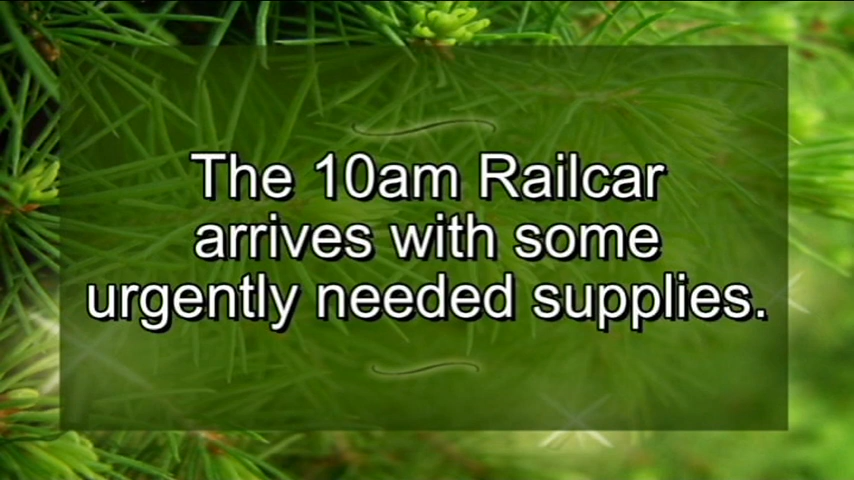 The 10am Railcar
arrives with some
urgently needed supplies.